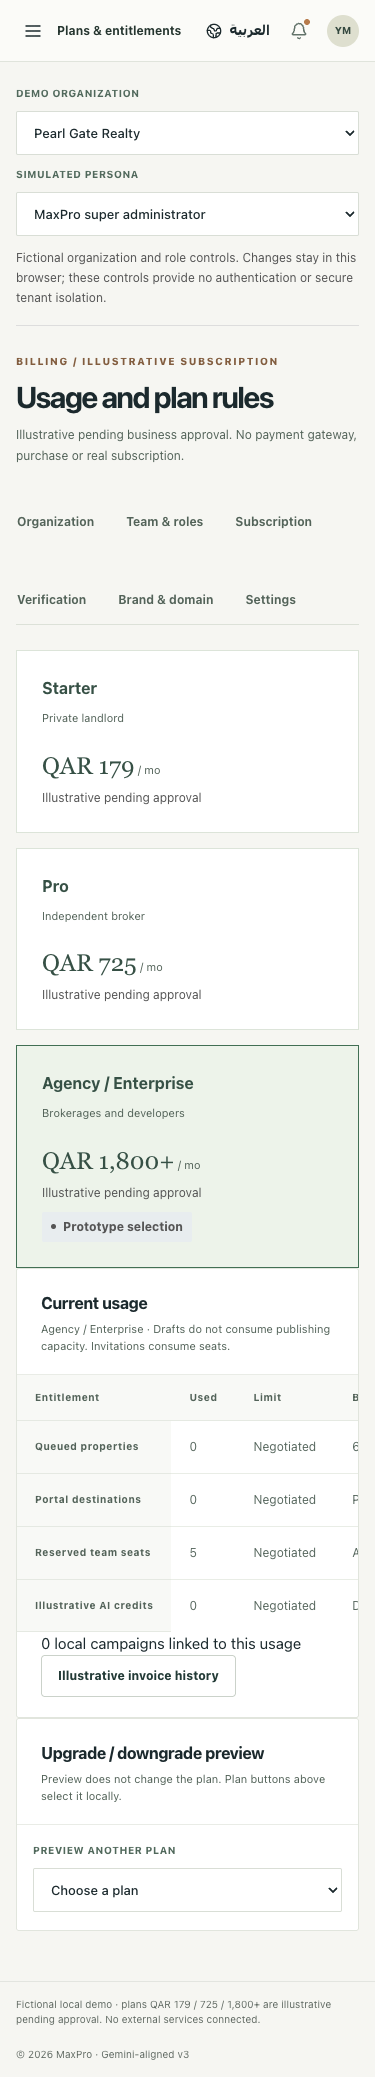 Plans & entitlements
العربية
YM
DEMO ORGANIZATION
Pearl Gate Realty
SIMULATED PERSONA
MaxPro super administrator
Fictional organization and role controls. Changes stay in this
browser; these controls provide no authentication or secure
tenant isolation.
BILLING / ILLUSTRATIVE SUBSCRIPTION
Usage and plan rules
Illustrative pending business approval. No payment gateway,
purchase or real subscription.
Organization Team & roles Subscription
Verification Brand & domain Settings
Starter
Private landlord
QAR 179 / mo
Illustrative pending approval
Pro
Independent broker
QAR 725 / mo
Illustrative pending approval
Agency / Enterprise
Brokerages and developers
QAR 1,800+ / mo
Illustrative pending approval
Prototype selection
Current usage
Agency / Enterprise · Drafts do not consume publishing
capacity. Invitations consume seats.
Entitlement Used Limit
Queued properties 0 Negotiated
Portal destinations 0 Negotiated
Reserved team seats 5 Negotiated
Illustrative AI credits 0 Negotiated
0 local campaigns linked to this usage
Illustrative invoice history
Upgrade / downgrade preview
Preview does not change the plan. Plan buttons above
select it locally.
PREVIEW ANOTHER PLAN
Choose a plan
Fictional local demo · plans QAR 179 / 725 / 1,800+ are illustrative
pending approval. No external services connected.
© 2026 MaxPro · Gemini-aligned v3